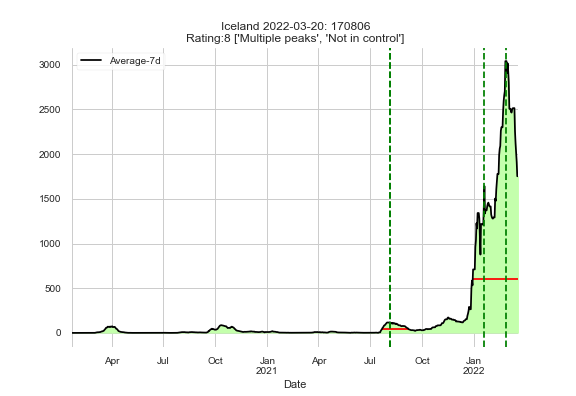 Iceland 2022-03-20: 170806
Rating:8 ['Multiple peaks', 'Not in control']
Average-7d
3000
2500
2000
1500
1000
500
0
Apr Jul Oct Jan Apr Jul Oct Jan
2021 2022
Date